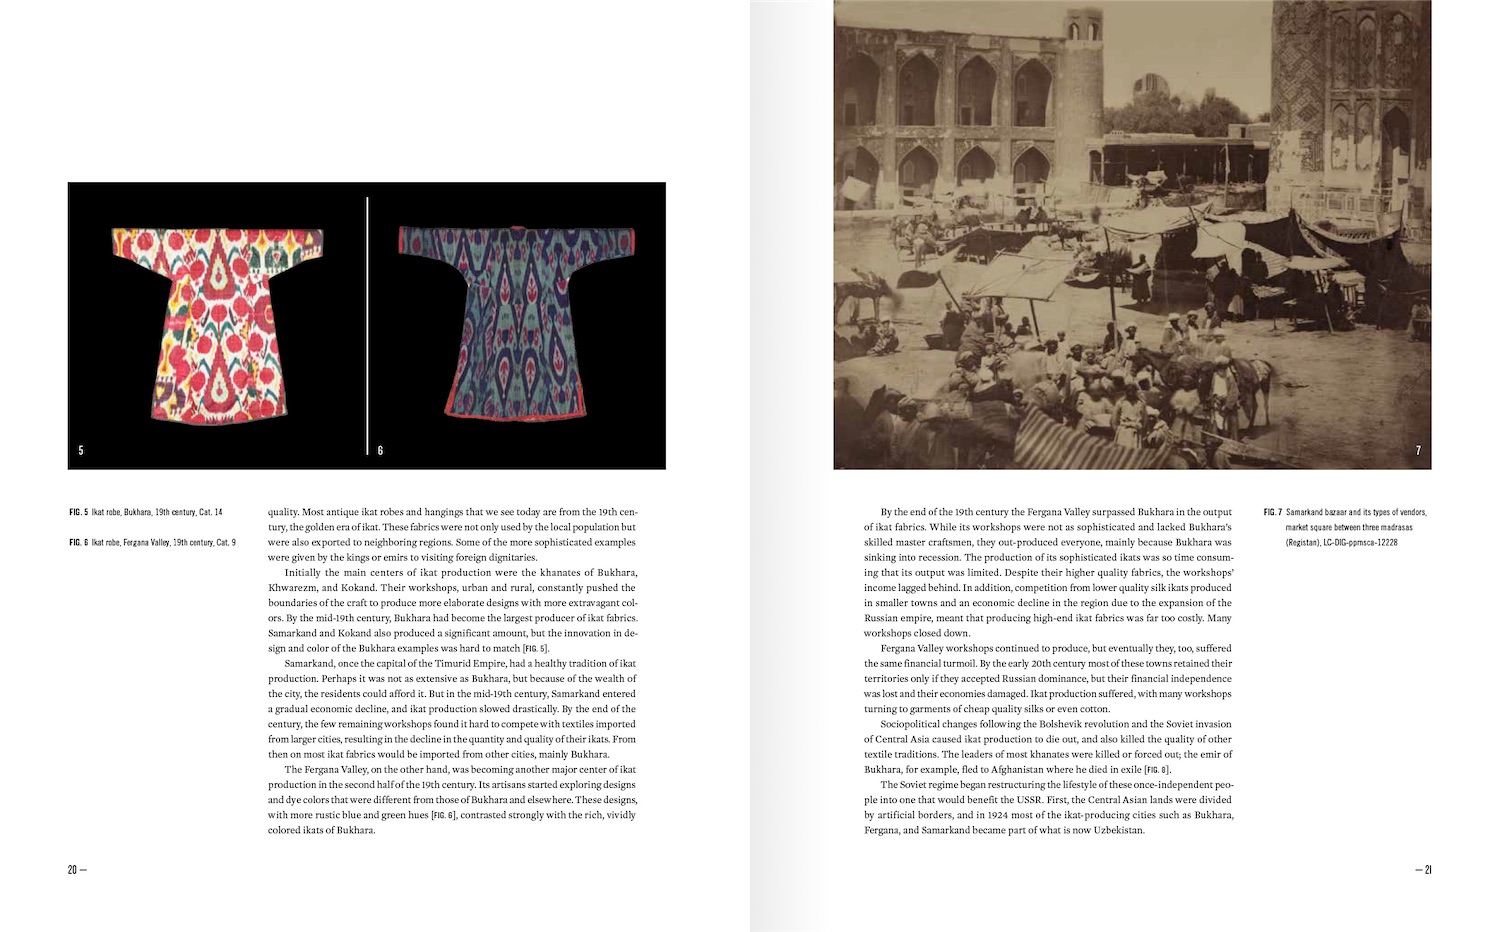 5
6
FIG. 5 Ikat robe, Bukhara, 19th century, Cat. 14
FIG. 6 Ikat robe, Fergana Valley, 19th century, Cat. 9
quality. Most antique ikat robes and hangings that we see today are from the 19th cen-
tury, the golden era of ikat. These fabrics were not only used by the local population but
were also exported to neighboring regions. Some of the more sophisticated examples
were given by the kings or emirs to visiting foreign dignitaries.
Initially the main centers of ikat production were the khanates of Bukhara,
Khwarezm, and Kokand. Their workshops, urban and rural, constantly pushed the
boundaries of the craft to produce more elaborate designs with more extravagant col-
ors. By the mid-19th century, Bukhara had become the largest producer of ikat fabrics.
Samarkand and Kokand also produced a significant amount, but the innovation in de-
sign and color of the Bukhara examples was hard to match [FIG. 5].
Samarkand, once the capital of the Timurid Empire, had a healthy tradition of ikat
production. Perhaps it was not as extensive as Bukhara, but because of the wealth of
the city, the residents could afford it. But in the mid-19th century, Samarkand entered
a gradual economic decline, and ikat production slowed drastically. By the end of the
century, the few remaining workshops found it hard to compete with textiles imported
from larger cities, resulting in the decline in the quantity and quality of their ikats. From
then on most ikat fabrics would be imported from other cities, mainly Bukhara.
The Fergana Valley, on the other hand, was becoming another major center of ikat
production in the second half of the 19th century. Its artisans started exploring designs
and dye colors that were different from those of Bukhara and elsewhere. These designs,
with more rustic blue and green hues [FIG. 6], contrasted strongly with the rich, vividly
colored ikats of Bukhara.
20 —
7
By the end of the 19th century the Fergana Valley surpassed Bukhara in the output
of ikat fabrics. While its workshops were not as sophisticated and lacked Bukhara's
skilled master craftsmen, they out-produced everyone, mainly because Bukhara was
sinking into recession. The production of its sophisticated ikats was so time consum-
ing that its output was limited. Despite their higher quality fabrics, the workshops'
income lagged behind. In addition, competition from lower quality silk ikats produced
in smaller towns and an economic decline in the region due to the expansion of the
Russian empire, meant that producing high-end ikat fabrics was far too costly. Many
workshops closed down.
Fergana Valley workshops continued to produce, but eventually they, too, suffered
the same financial turmoil. By the early 20th century most of these towns retained their
territories only if they accepted Russian dominance, but their financial independence
was lost and their economies damaged. Ikat production suffered, with many workshops
turning to garments of cheap quality silks or even cotton.
Sociopolitical changes following the Bolshevik revolution and the Soviet invasion
of Central Asia caused ikat production to die out, and also killed the quality of other
textile traditions. The leaders of most khanates were killed or forced out; the emir of
Bukhara, for example, fled to Afghanistan where he died in exile [FIG. 8].
The Soviet regime began restructuring the lifestyle of these once-independent peo-
ple into one that would benefit the USSR. First, the Central Asian lands were divided
by artificial borders, and in 1924 most of the ikat-producing cities such as Bukhara,
Fergana, and Samarkand became part of what is now Uzbekistan.
FIG. 7 Samarkand bazaar and its types of vendors,
market square between three madrasas
(Registan), LC-DIG-ppmsca-12228
— 21